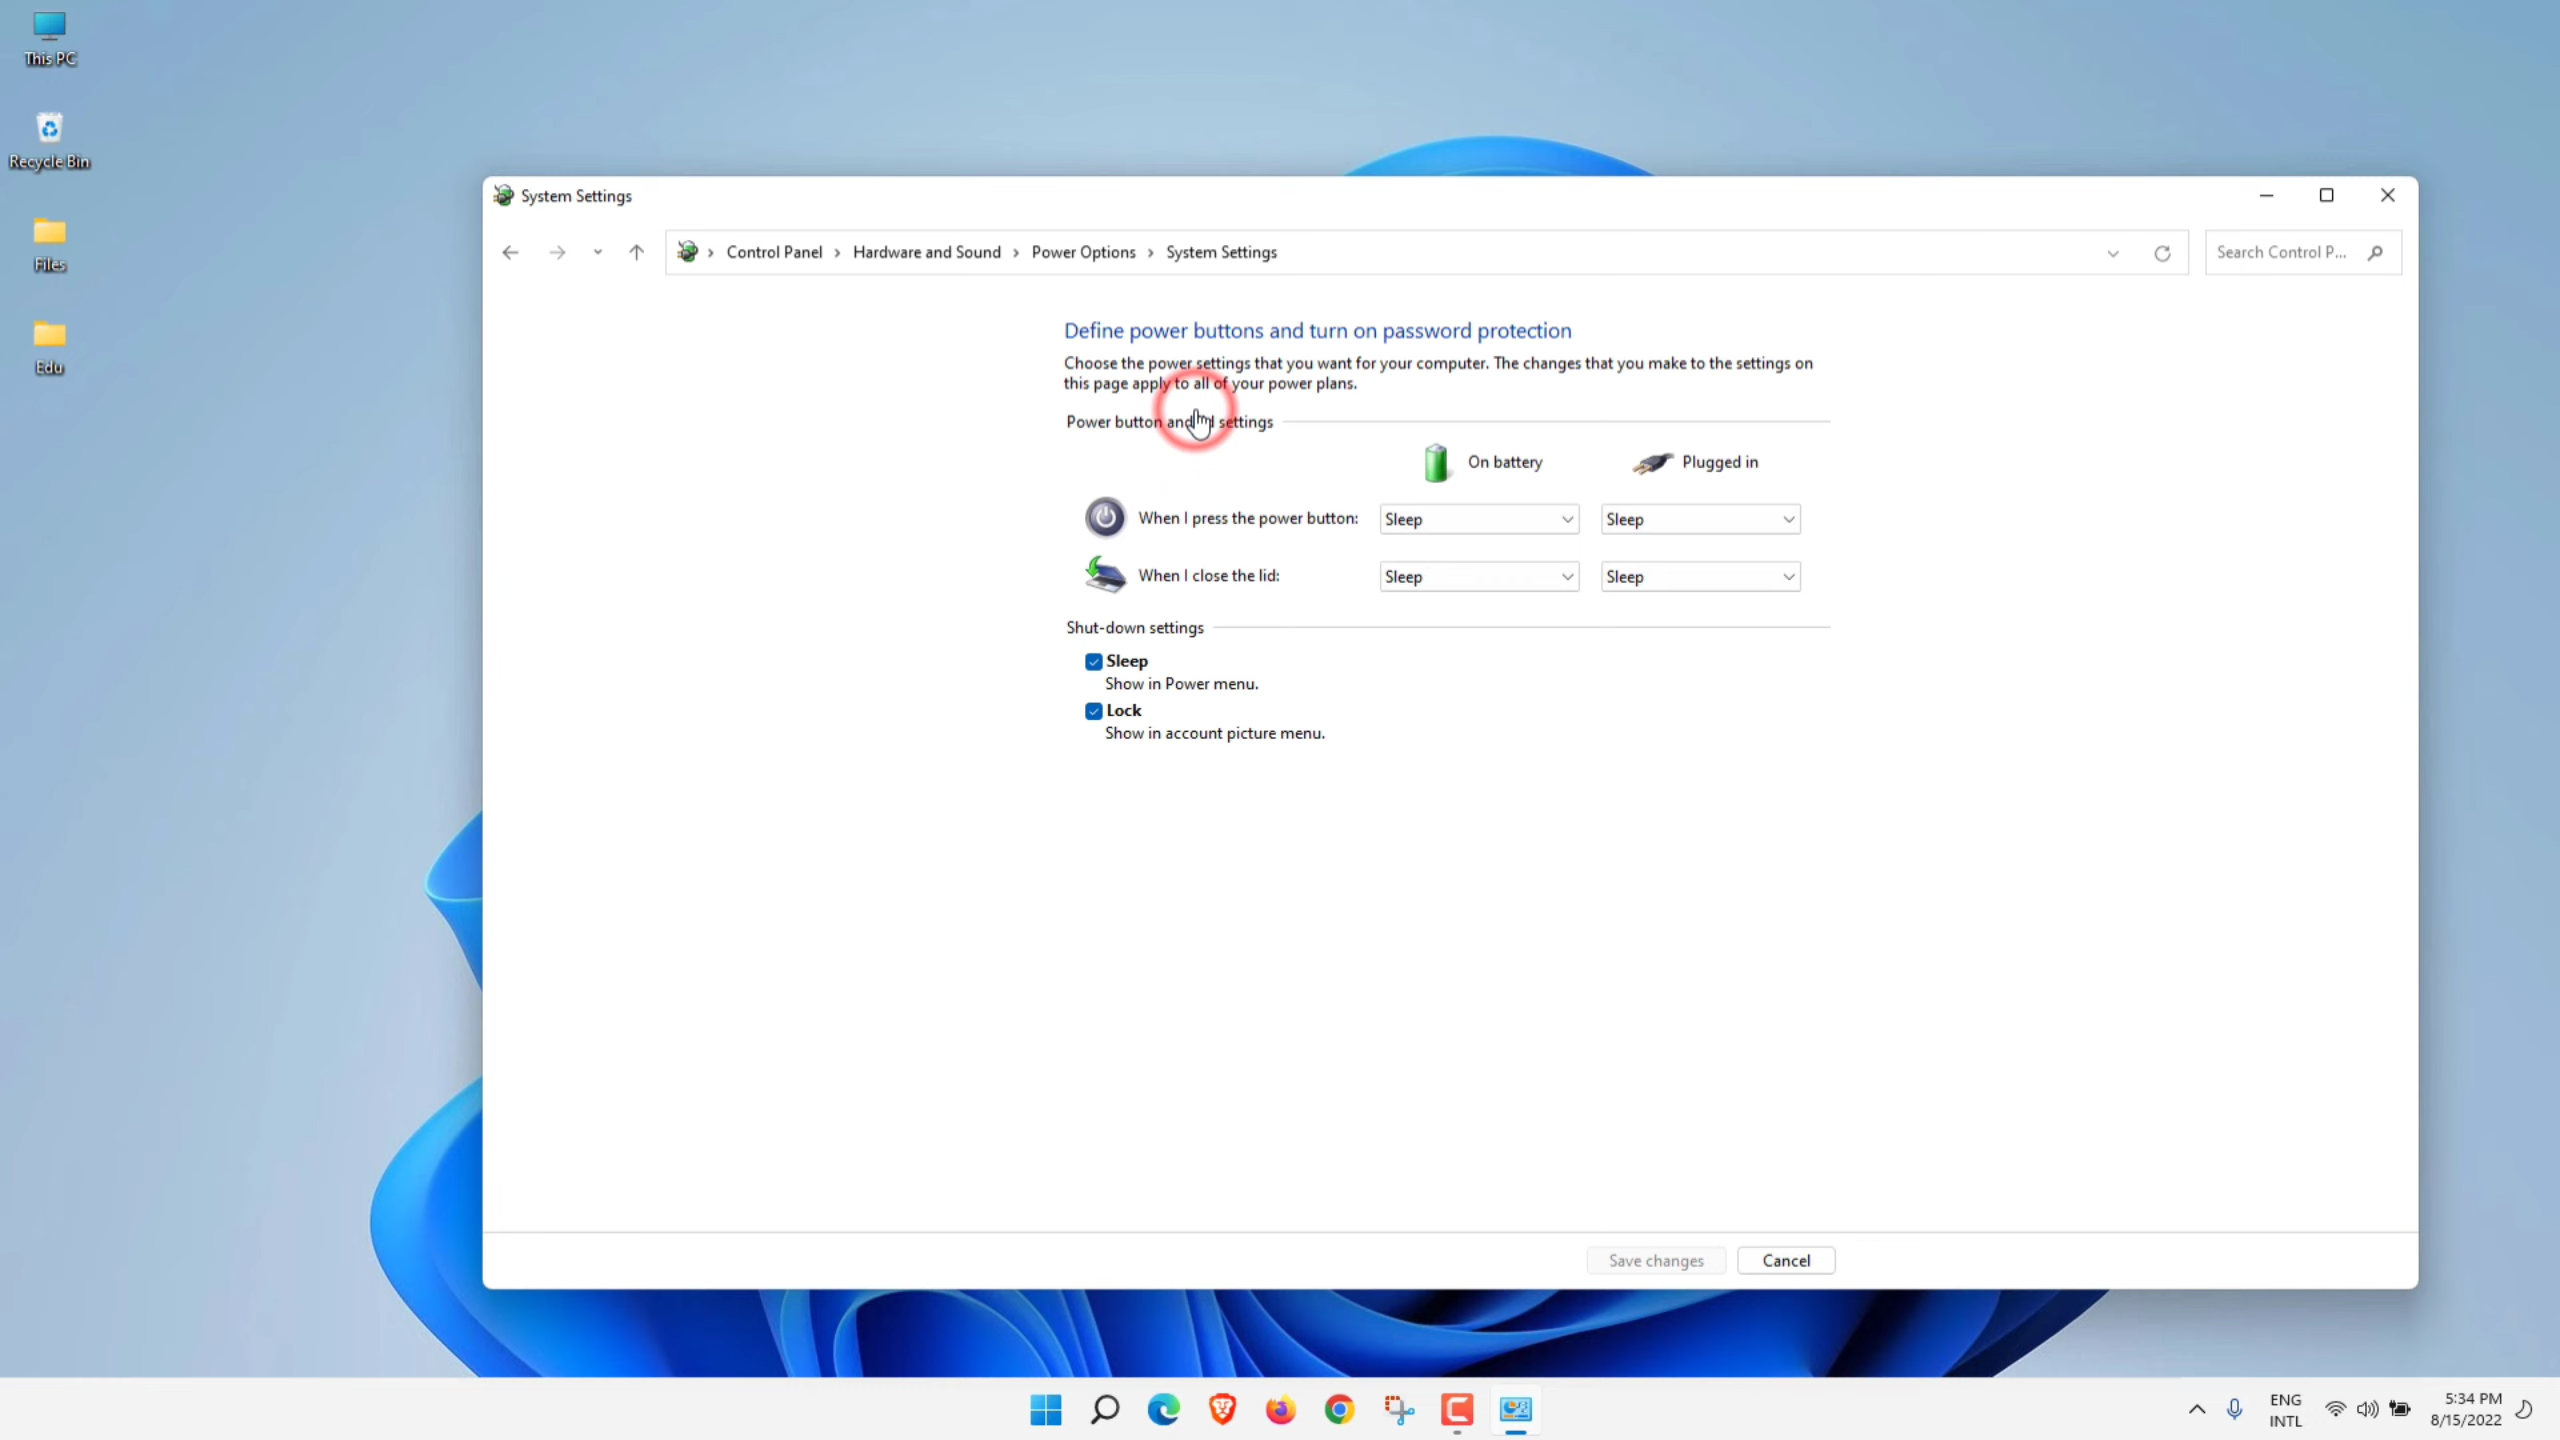 This PC
Recycle Bin
Files
Edu
System Settings
Control Panel
Hardware and Sound
Power Options
System Settings
Search Control P...
Define power buttons and turn on password protection
Choose the power settings that you want for your computer. The changes that you make to the settings on
this page apply to all of your power plans.
Power button and settings
On battery
Plugged in
When I press the power button:
Sleep
Sleep
When I close the lid:
Sleep
Sleep
Shut-down settings
Sleep
Show in Power menu.
Lock
Show in account picture menu.
Save changes
Cancel
ENG
INTL
5:34 PM
8/15/2022